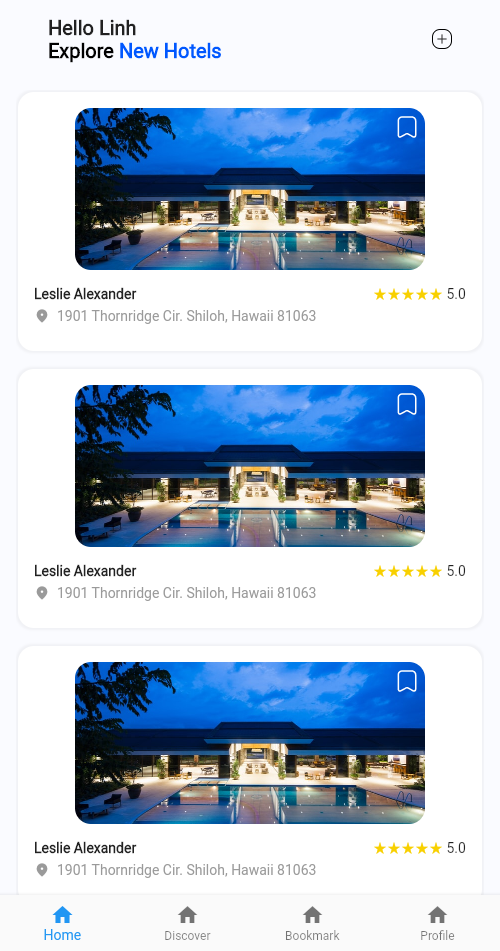 Hello Linh
Explore New Hotels
Leslie Alexander 5.0
1901 Thornridge Cir. Shiloh, Hawaii 81063
Leslie Alexander 5.0
1901 Thornridge Cir. Shiloh, Hawaii 81063
Leslie Alexander 5.0
1901 Thornridge Cir. Shiloh, Hawaii 81063
Home Discover Bookmark Profile